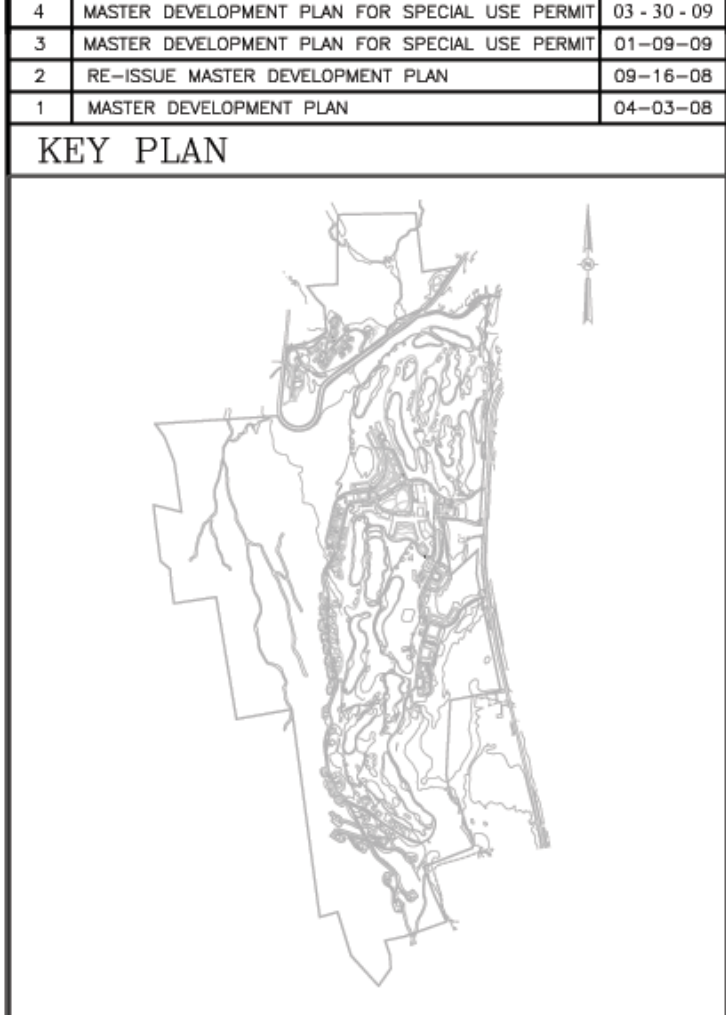 4 MASTER DEVELOPMENT PLAN FOR SPECIAL USE PERMIT 03 - 30 - 09
3 MASTER DEVELOPMENT PLAN FOR SPECIAL USE PERMIT 01-09-09
2 RE-ISSUE MASTER DEVELOPMENT PLAN 09-16-08
1 MASTER DEVELOPMENT PLAN 04-03-08
KEY PLAN